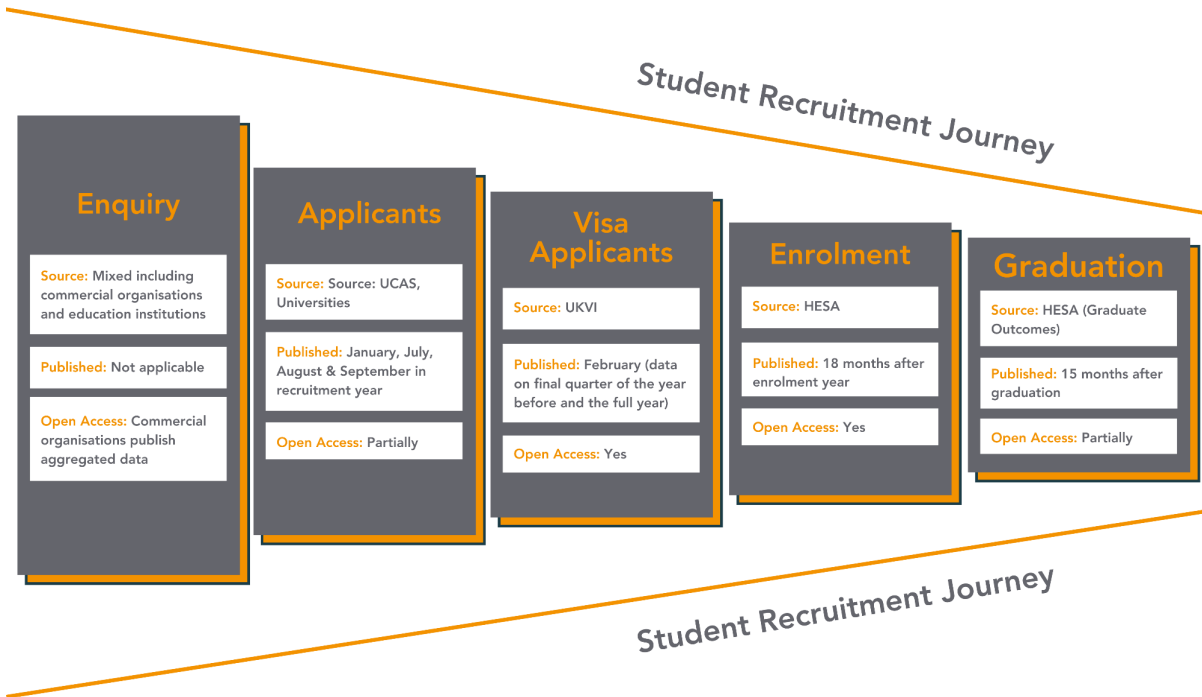 Student Recruitment Journey
Enquiry
Source: Mixed including
commercial organisations
and education institutions
Published: Not applicable
Open Access: Commercial
organisations publish
aggregated data
Applicants
Source: Source: UCAS,
Universities
Published: January, July,
August & September in
recruitment year
Open Access: Partially
Visa
Applicants
Source: UKVI
Published: February (data
on final quarter of the year
before and the full year)
Open Access: Yes
Enrolment
Source: HESA
Published: 18 months after
enrolment year
Open Access: Yes
Graduation
Source: HESA (Graduate
Outcomes)
Published: 15 months after
graduation
Open Access: Partially
Student Recruitment Journey